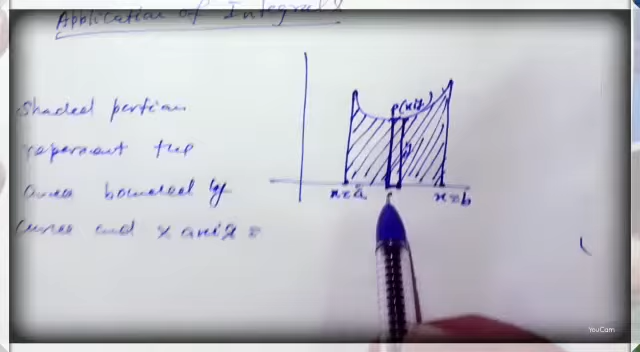 Application of Integrals
Shaded portion
represent the
area bounded by
curve and x axis =
P(x,y)
y
x=a
x=b
YouCam